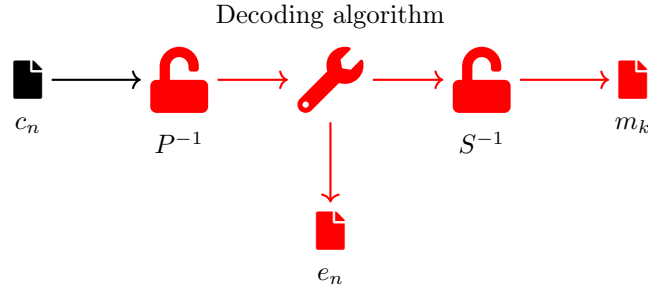 Decoding algorithm
c_n
P^{-1}
S^{-1}
m_k
e_n